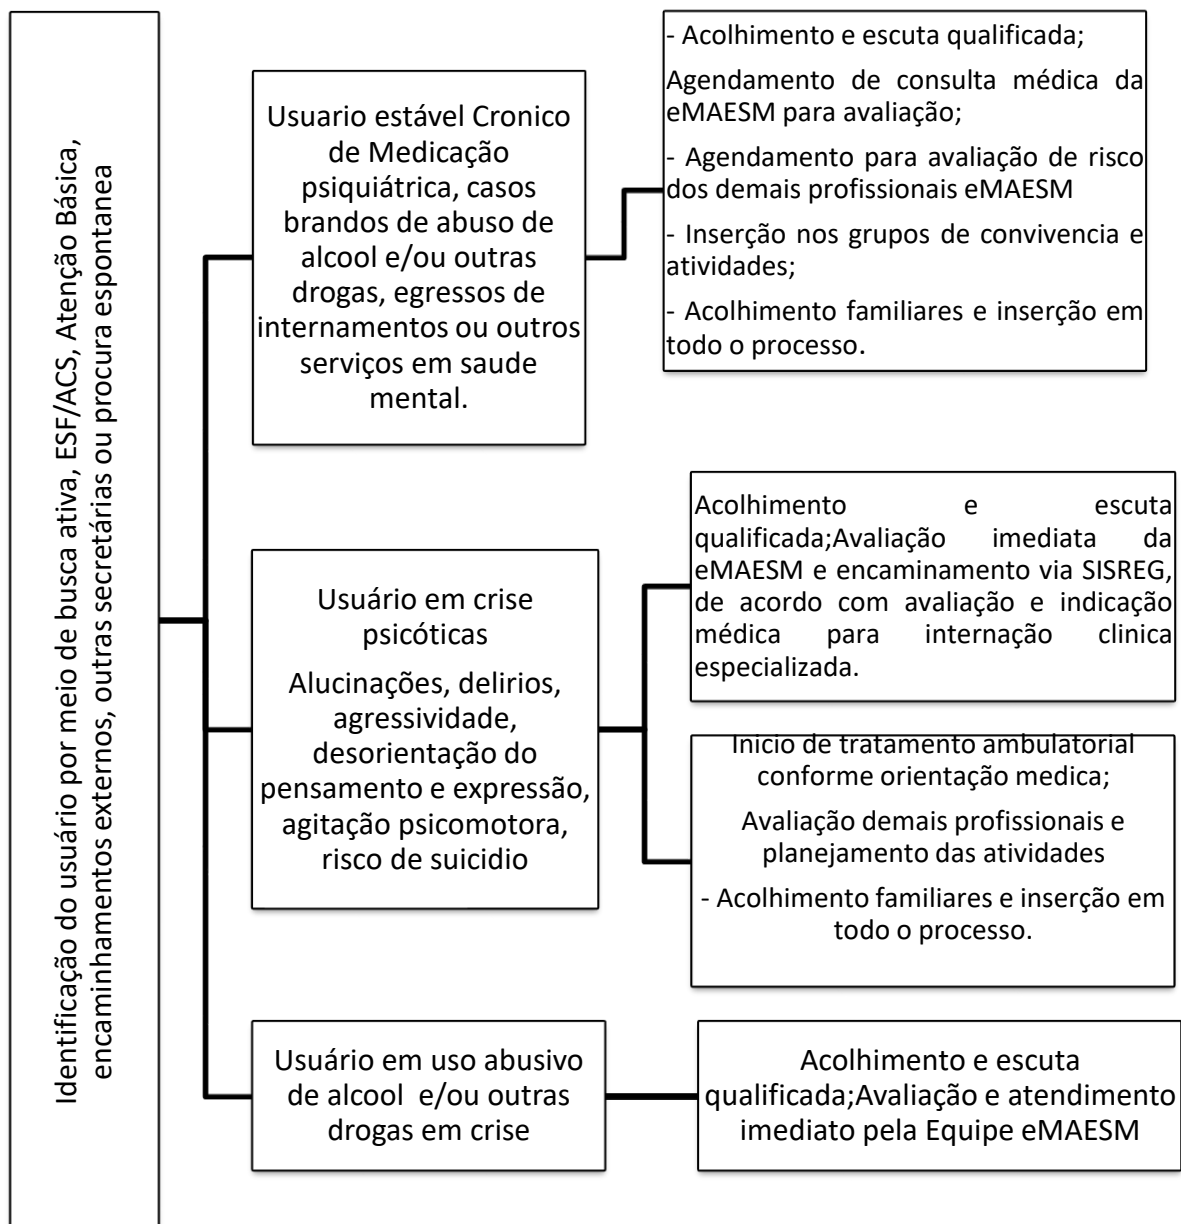 Identificação do usuário por meio de busca ativa, ESF/ACS, Atenção Básica,
encaminhamentos externos, outras secretárias ou procura espontanea
Usuario estável Cronico
de Medicação
psiquiátrica, casos
brandos de abuso de
alcool e/ou outras
drogas, egressos de
internamentos ou outros
serviços em saude
mental.
- Acolhimento e escuta qualificada;
Agendamento de consulta médica da
eMAESM para avaliação;
- Agendamento para avaliação de risco
dos demais profissionais eMAESM
- Inserção nos grupos de convivencia e
atividades;
- Acolhimento familiares e inserção em
todo o processo.
Usuário em crise
psicóticas
Alucinações, delirios,
agressividade,
desorientação do
pensamento e expressão,
agitação psicomotora,
risco de suicidio
Acolhimento e escuta
qualificada;Avaliação imediata da
eMAESM e encaminamento via SISREG,
de acordo com avaliação e indicação
médica para internação clinica
especializada.
Inicio de tratamento ambulatorial
conforme orientação medica;
Avaliação demais profissionais e
planejamento das atividades
- Acolhimento familiares e inserção em
todo o processo.
Usuário em uso abusivo
de alcool e/ou outras
drogas em crise
Acolhimento e escuta
qualificada;Avaliação e atendimento
imediato pela Equipe eMAESM